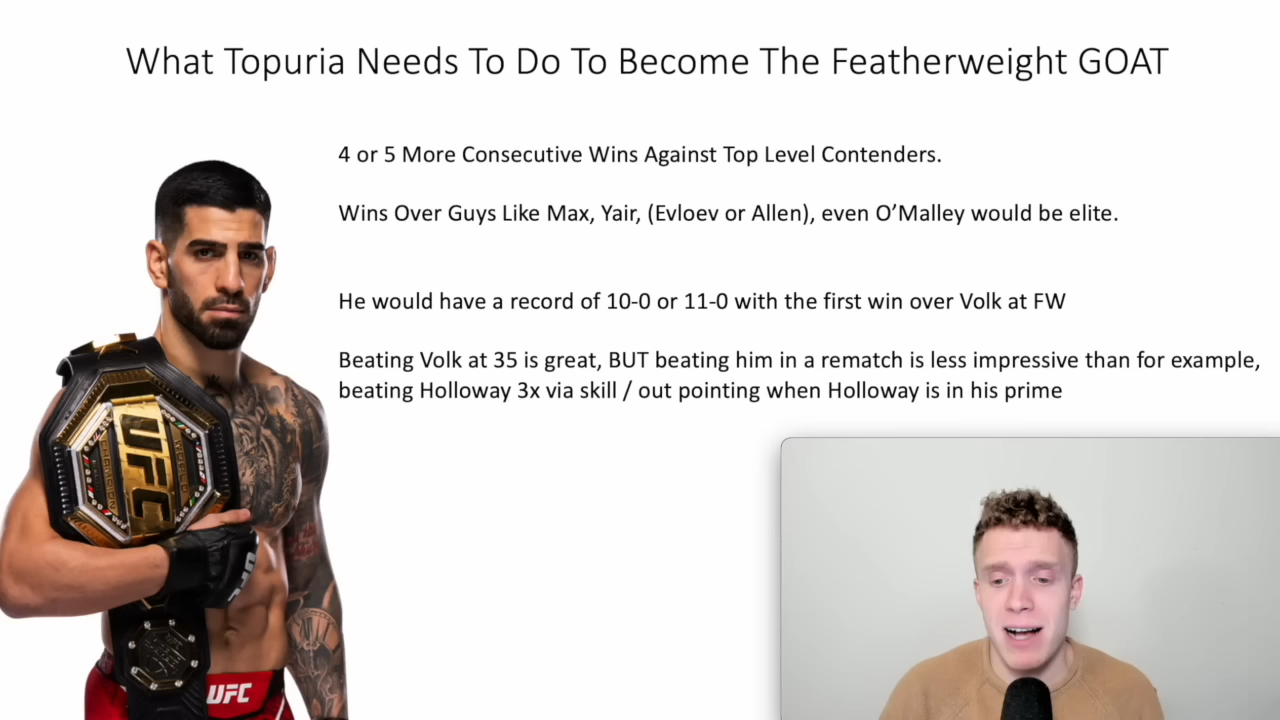 What Topuria Needs To Do To Become The Featherweight GOAT
4 or 5 More Consecutive Wins Against Top Level Contenders.
Wins Over Guys Like Max, Yair, (Evloev or Allen), even O’Malley would be elite.
He would have a record of 10-0 or 11-0 with the first win over Volk at FW
Beating Volk at 35 is great, BUT beating him in a rematch is less impressive than for example,
beating Holloway 3x via skill / out pointing when Holloway is in his prime
UFC
UFC
UFC